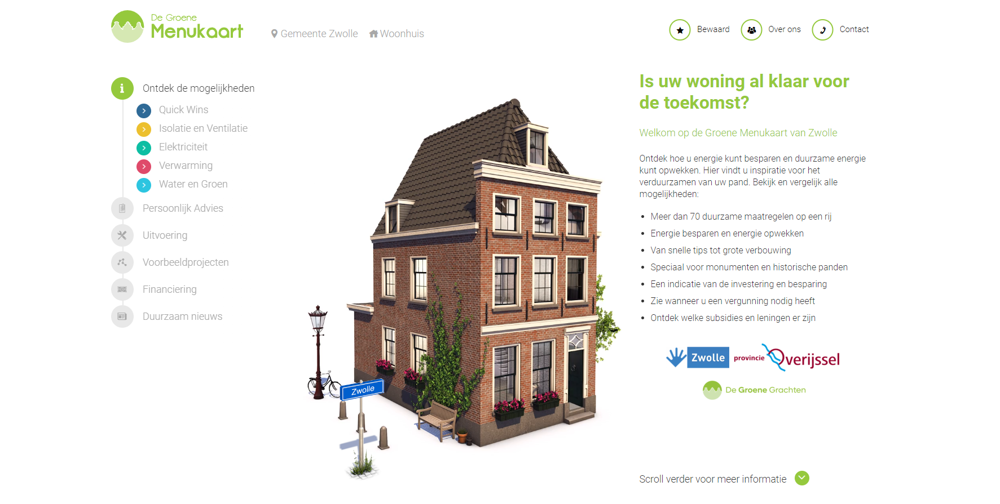 De Groene
Menukaart
Gemeente Zwolle
Woonhuis
Bewaard
Over ons
Contact
Ontdek de mogelijkheden
Quick Wins
Isolatie en Ventilatie
Elektriciteit
Verwarming
Water en Groen
Persoonlijk Advies
Uitvoering
Voorbeeldprojecten
Financiering
Duurzaam nieuws
Zwolle
Is uw woning al klaar voor
de toekomst?
Welkom op de Groene Menukaart van Zwolle
Ontdek hoe u energie kunt besparen en duurzame energie
kunt opwekken. Hier vindt u inspiratie voor het
verduurzamen van uw pand. Bekijk en vergelijk alle
mogelijkheden:
• Meer dan 70 duurzame maatregelen op een rij
• Energie besparen en energie opwekken
• Van snelle tips tot grote verbouwing
• Speciaal voor monumenten en historische panden
• Een indicatie van de investering en besparing
• Zie wanneer u een vergunning nodig heeft
• Ontdek welke subsidies en leningen er zijn
Zwolle
provincie Overijssel
De Groene Grachten
Scroll verder voor meer informatie